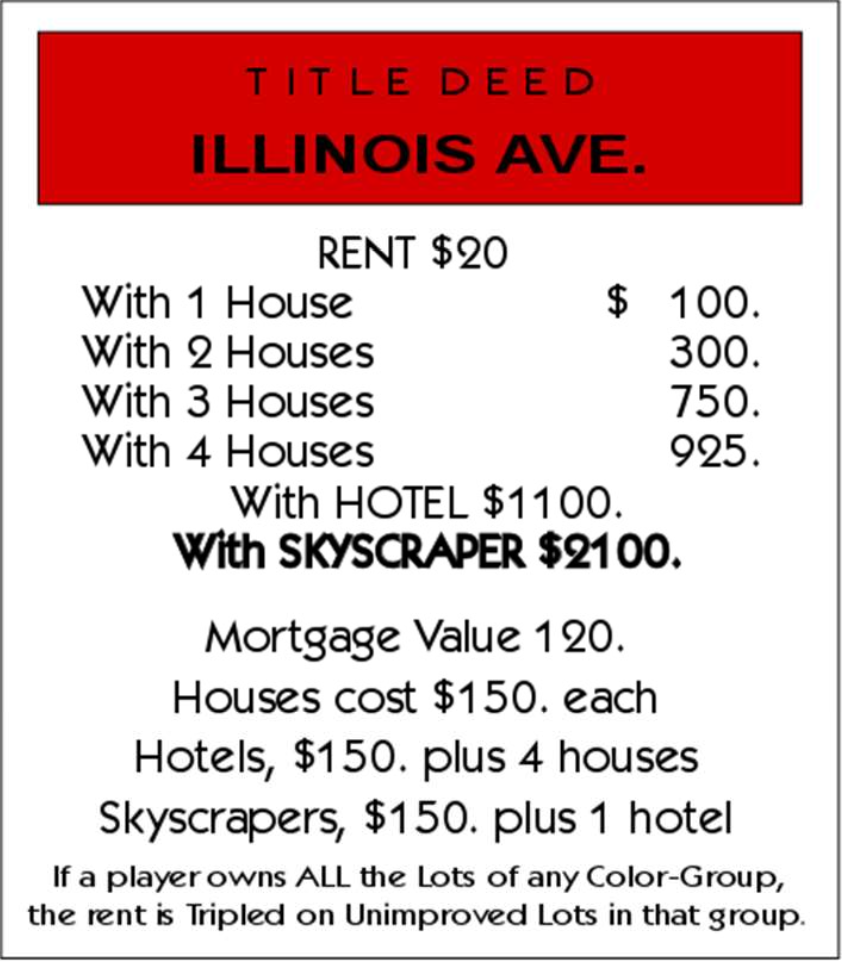 TITLE DEED
ILLINOIS AVE.
RENT $20
With 1 House $ 100.
With 2 Houses 300.
With 3 Houses 750.
With 4 Houses 925.
With HOTEL $1100.
With SKYSCRAPER $2100.
Mortgage Value 120.
Houses cost $150. each
Hotels, $150. plus 4 houses
Skyscrapers, $150. plus 1 hotel
If a player owns ALL the Lots of any Color-Group,
the rent is Tripled on Unimproved Lots in that group.